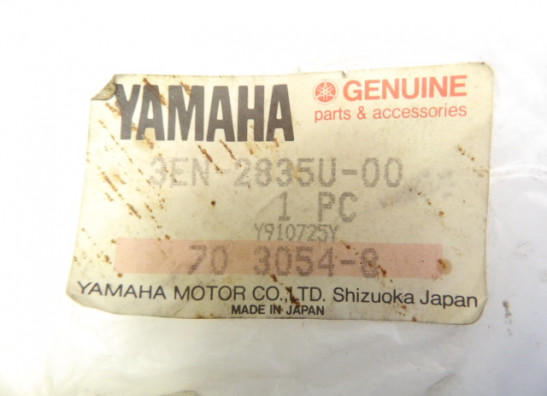 YAMAHA
GENUINE
parts & accessories
3EN-2835U-00
1 PC
Y910725Y
70 3054-8
YAMAHA MOTOR CO.,LTD. Shizuoka Japan
MADE IN JAPAN